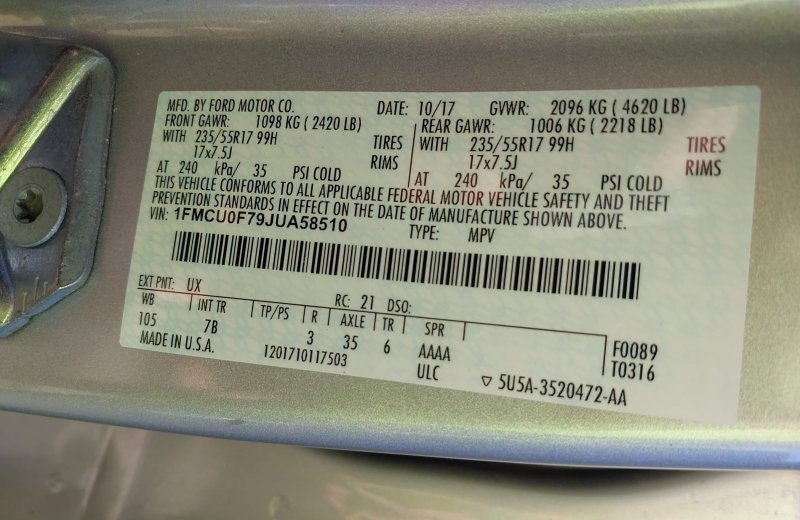 MFD. BY FORD MOTOR CO. DATE: 10/17 GVWR: 2096 KG ( 4620 LB)
FRONT GAWR: 1098 KG ( 2420 LB) REAR GAWR: 1006 KG ( 2218 LB)
WITH 235/55R17 99H TIRES WITH 235/55R17 99H TIRES
17x7.5J RIMS 17x7.5J RIMS
AT 240 kPa/ 35 PSI COLD AT 240 kPa/ 35 PSI COLD
THIS VEHICLE CONFORMS TO ALL APPLICABLE FEDERAL MOTOR VEHICLE SAFETY AND THEFT
PREVENTION STANDARDS IN EFFECT ON THE DATE OF MANUFACTURE SHOWN ABOVE.
VIN: 1FMCU0F79JUA58510 TYPE: MPV
EXT PNT: UX RC: 21 DSO:
WB INT TR TP/PS R AXLE TR SPR
105 7B 3 35 6 AAAA F0089
MADE IN U.S.A. 1201710117503 ULC T0316
▽ 5U5A-3520472-AA